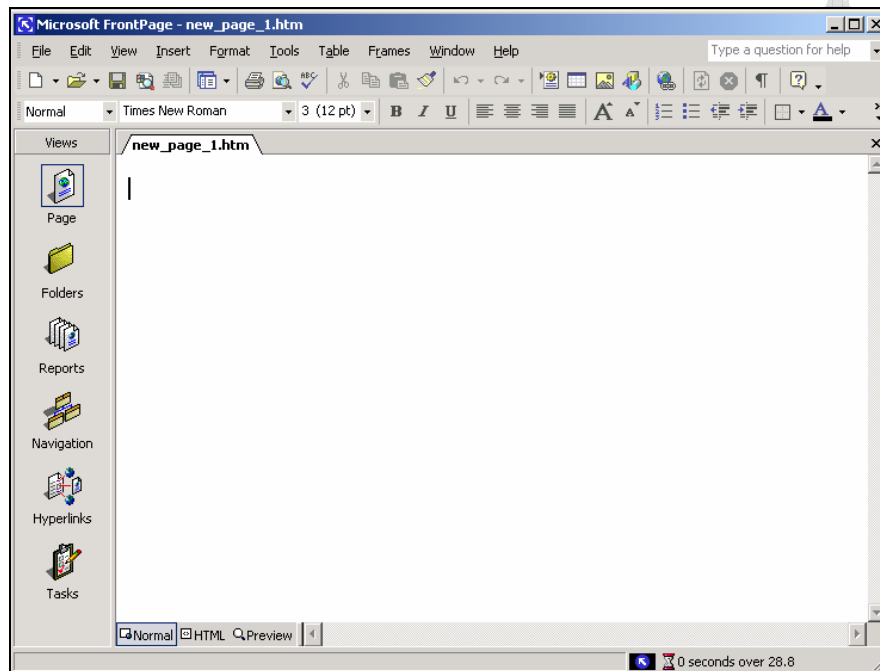 Microsoft FrontPage - new_page_1.htm
File Edit View Insert Format Tools Table Frames Window Help Type a question for help
Normal Times New Roman 3 (12 pt) B I U A A A
Views new_page_1.htm
Page
Folders
Reports
Navigation
Hyperlinks
Tasks
Normal HTML Preview
0 seconds over 28.8